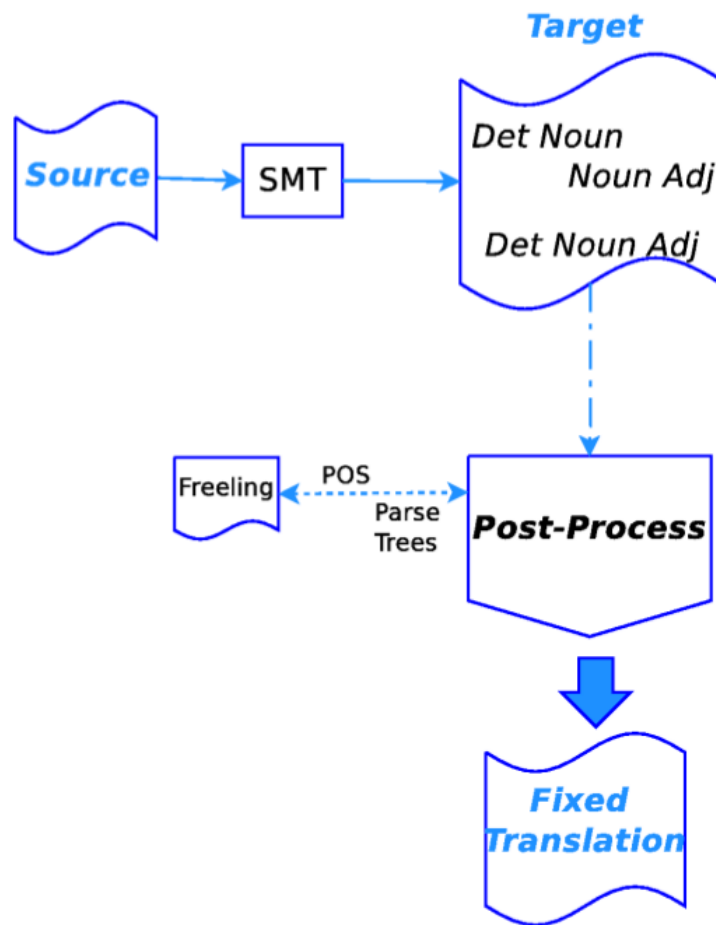 Target
Source
SMT
Det Noun
Noun Adj
Det Noun Adj
Freeling
POS
Parse
Trees
Post-Process
Fixed
Translation